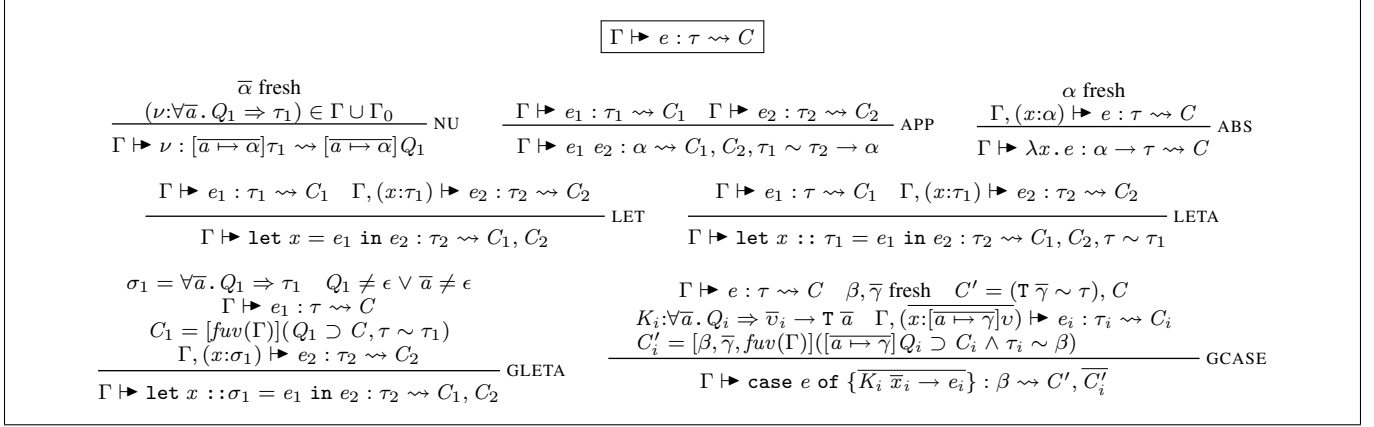 Γ ⊢▸ e : τ ⇝ C
α̅ fresh
(ν:∀a̅ . Q₁ ⇒ τ₁) ∈ Γ ∪ Γ₀
Γ ⊢▸ ν : [a̅ ↦ α̅]τ₁ ⇝ [a̅ ↦ α̅]Q₁
NU
Γ ⊢▸ e₁ : τ₁ ⇝ C₁ Γ ⊢▸ e₂ : τ₂ ⇝ C₂
Γ ⊢▸ e₁ e₂ : α ⇝ C₁, C₂, τ₁ ∼ τ₂ → α
APP
α fresh
Γ, (x:α) ⊢▸ e : τ ⇝ C
Γ ⊢▸ λx . e : α → τ ⇝ C
ABS
Γ ⊢▸ e₁ : τ₁ ⇝ C₁ Γ, (x:τ₁) ⊢▸ e₂ : τ₂ ⇝ C₂
Γ ⊢▸ let x = e₁ in e₂ : τ₂ ⇝ C₁, C₂
LET
Γ ⊢▸ e₁ : τ ⇝ C₁ Γ, (x:τ₁) ⊢▸ e₂ : τ₂ ⇝ C₂
Γ ⊢▸ let x :: τ₁ = e₁ in e₂ : τ₂ ⇝ C₁, C₂, τ ∼ τ₁
LETA
σ₁ = ∀a̅ . Q₁ ⇒ τ₁ Q₁ ≠ ϵ ∨ a̅ ≠ ϵ
Γ ⊢▸ e₁ : τ ⇝ C
C₁ = [fuv(Γ)](Q₁ ⊃ C, τ ∼ τ₁)
Γ, (x:σ₁) ⊢▸ e₂ : τ₂ ⇝ C₂
Γ ⊢▸ let x ::σ₁ = e₁ in e₂ : τ₂ ⇝ C₁, C₂
GLETA
Γ ⊢▸ e : τ ⇝ C β, γ̅ fresh C′ = (T γ̅ ∼ τ), C
Kᵢ:∀a̅ . Qᵢ ⇒ υ̅ᵢ → T a̅ Γ, (x:[a ↦ γ]υ) ⊢▸ eᵢ : τᵢ ⇝ Cᵢ
C′ᵢ = [β, γ̅, fuv(Γ)]([a ↦ γ]Qᵢ ⊃ Cᵢ ∧ τᵢ ∼ β)
Γ ⊢▸ case e of {Kᵢ x̅ᵢ → eᵢ} : β ⇝ C′, C′ᵢ
GCASE